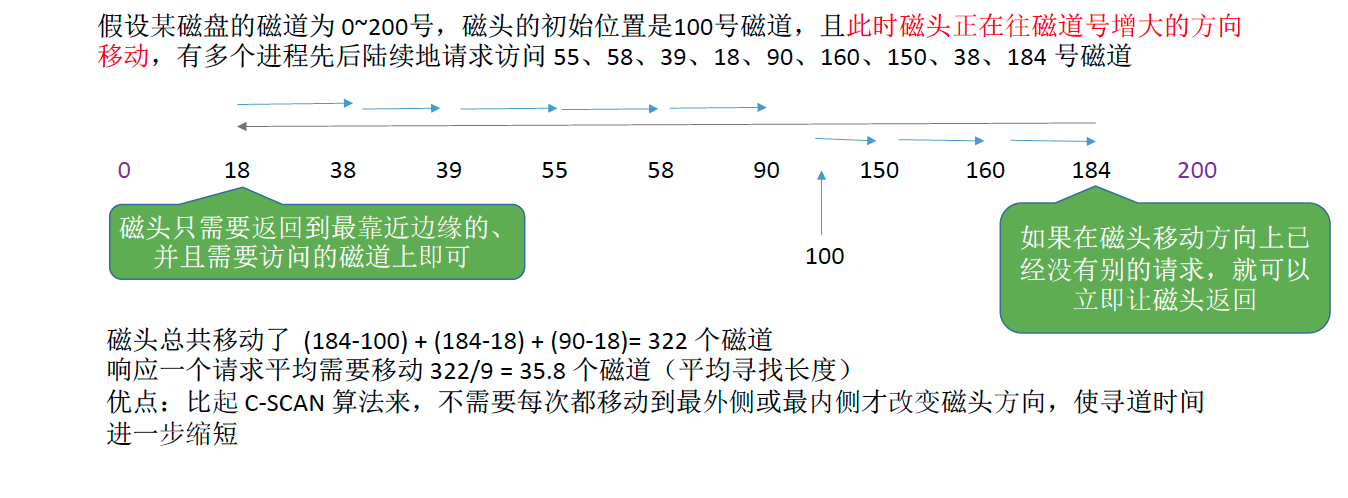 假设某磁盘的磁道为 0~200号，磁头的初始位置是100号磁道，且此时磁头正在往磁道号增大的方向
移动，有多个进程先后陆续地请求访问 55、58、39、18、90、160、150、38、184 号磁道
0 18 38 39 55 58 90 150 160 184 200
100
磁头只需要返回到最靠近边缘的、
并且需要访问的磁道上即可
如果在磁头移动方向上已
经没有别的请求，就可以
立即让磁头返回
磁头总共移动了 (184-100) + (184-18) + (90-18)= 322 个磁道
响应一个请求平均需要移动 322/9 = 35.8 个磁道（平均寻找长度）
优点：比起 C-SCAN 算法来，不需要每次都移动到最外侧或最内侧才改变磁头方向，使寻道时间
进一步缩短